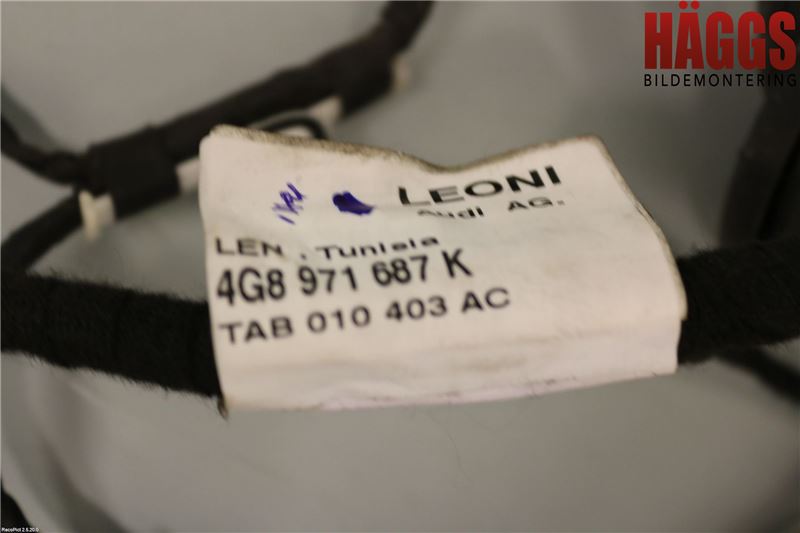 HÄGGS
BILDEMONTERING
LEONI
Audi AG.
LEN . Tunisia
4G8 971 687 K
TAB 010 403 AC